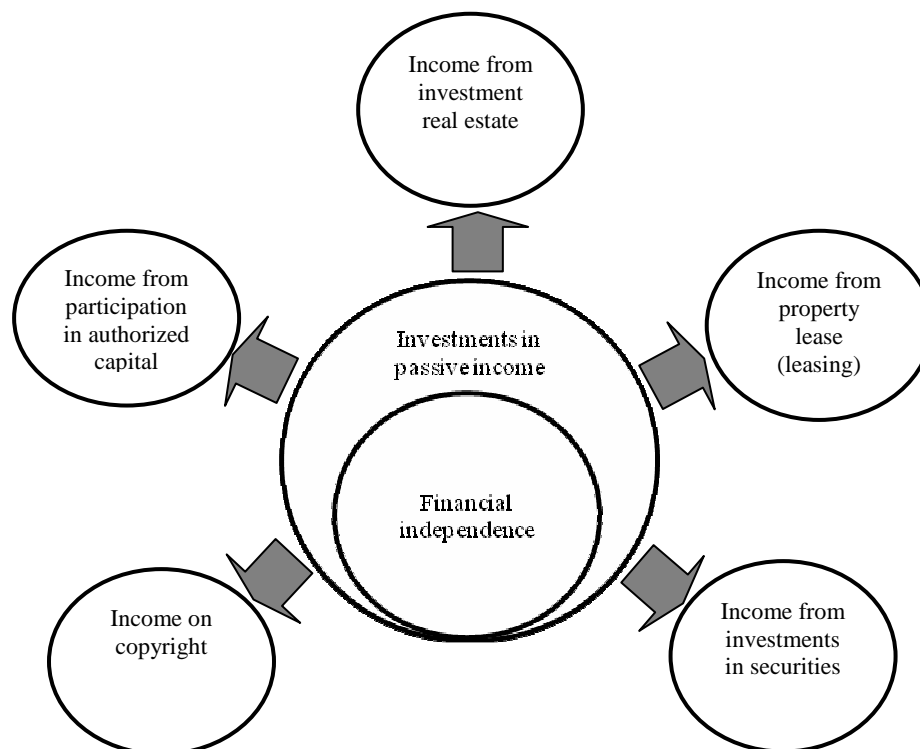 Income from
investment
real estate
Income from
participation
in authorized
capital
Investments in
passive income
Income from
property
lease
(leasing)
Financial
independence
Income on
copyright
Income from
investments
in securities